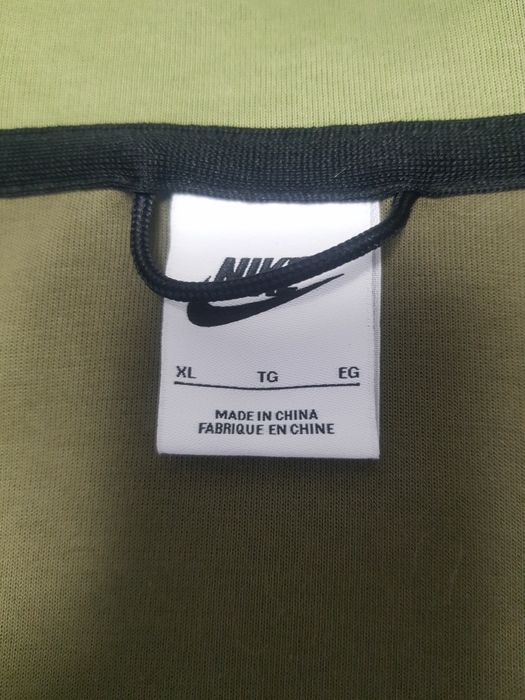 NIKE
XL TG EG
MADE IN CHINA
FABRIQUE EN CHINE